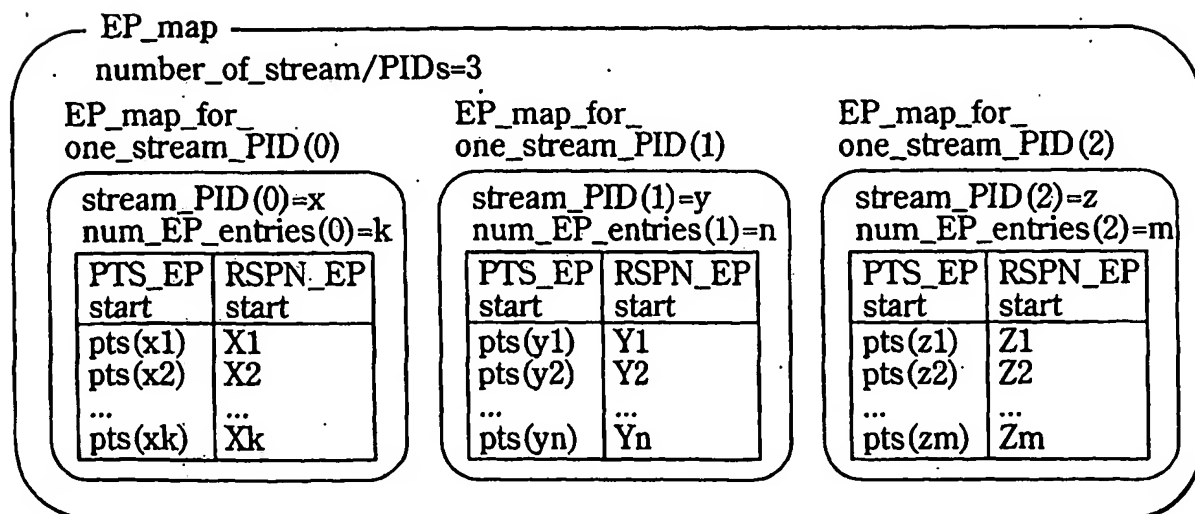 EP_map
number_of_stream/PIDs=3
EP_map_for_
one_stream_PID(0)
stream_PID(0)=x
num_EP_entries(0)=k
PTS_EP RSPN_EP
start start
pts(x1) X1
pts(x2) X2
... ...
pts(xk) Xk
EP_map_for_
one_stream_PID(1)
stream_PID(1)=y
num_EP_entries(1)=n
PTS_EP RSPN_EP
start start
pts(y1) Y1
pts(y2) Y2
... ...
pts(yn) Yn
EP_map_for_
one_stream_PID(2)
stream_PID(2)=z
num_EP_entries(2)=m
PTS_EP RSPN_EP
start start
pts(z1) Z1
pts(z2) Z2
... ...
pts(zm) Zm